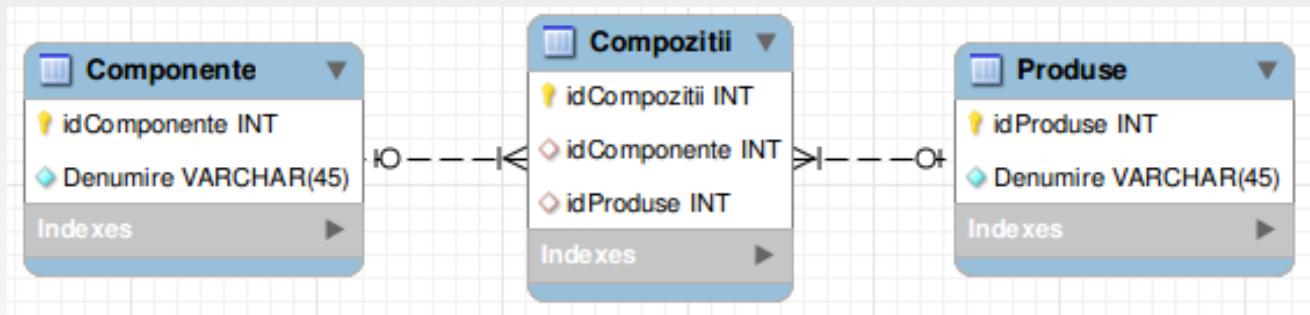 Componente
idComponente INT
Denumire VARCHAR(45)
Indexes
Compozitii
idCompozitii INT
idComponente INT
idProduse INT
Indexes
Produse
idProduse INT
Denumire VARCHAR(45)
Indexes